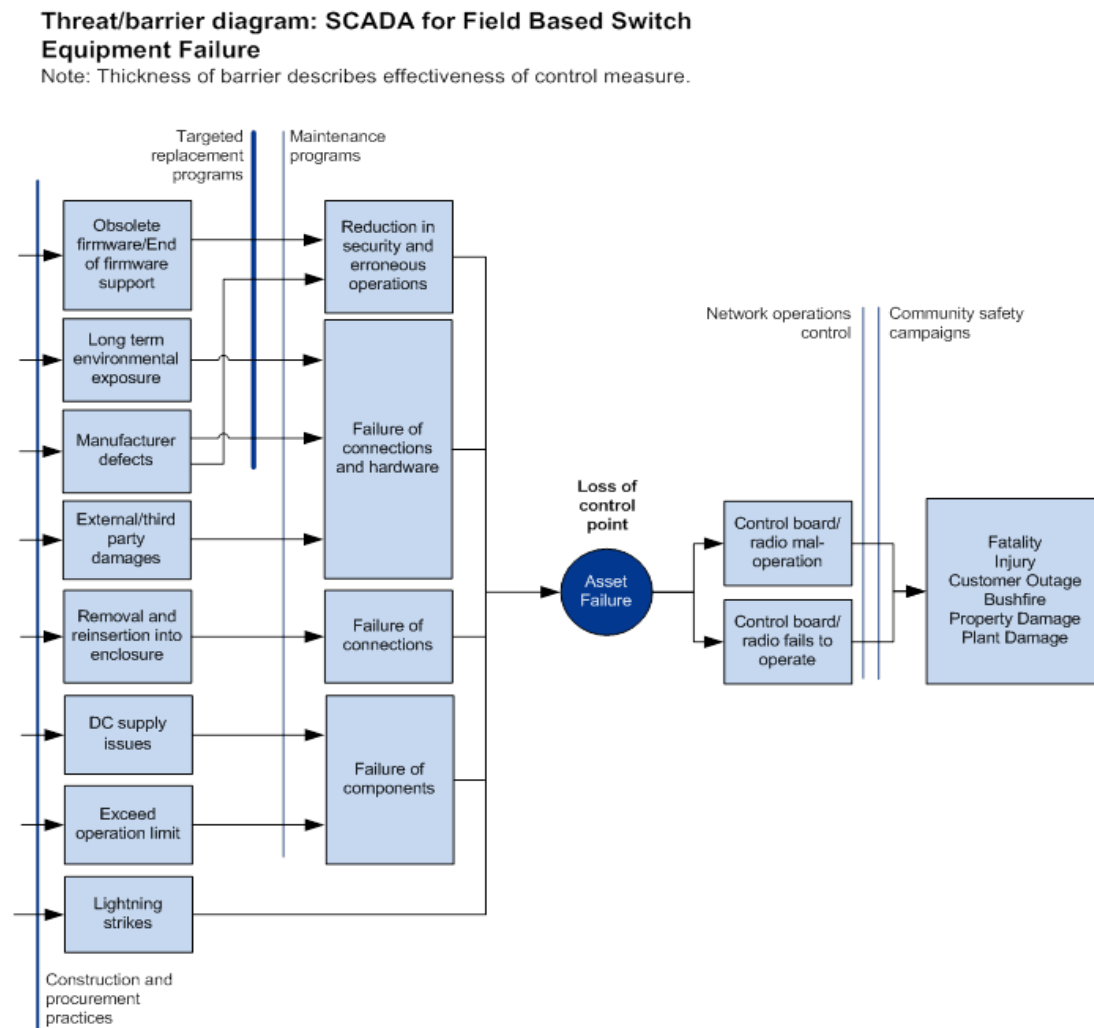 Threat/barrier diagram: SCADA for Field Based Switch
Equipment Failure
Note: Thickness of barrier describes effectiveness of control measure.
Targeted
replacement
programs
Maintenance
programs
Obsolete
firmware/End
of firmware
support
Reduction in
security and
erroneous
operations
Long term
environmental
exposure
Manufacturer
defects
Failure of
connections
and hardware
External/third
party
damages
Removal and
reinsertion into
enclosure
Failure of
connections
DC supply
issues
Exceed
operation limit
Failure of
components
Lightning
strikes
Construction and
procurement
practices
Loss of
control
point
Asset
Failure
Network operations
control
Community safety
campaigns
Control board/
radio mal-
operation
Control board/
radio fails to
operate
Fatality
Injury
Customer Outage
Bushfire
Property Damage
Plant Damage